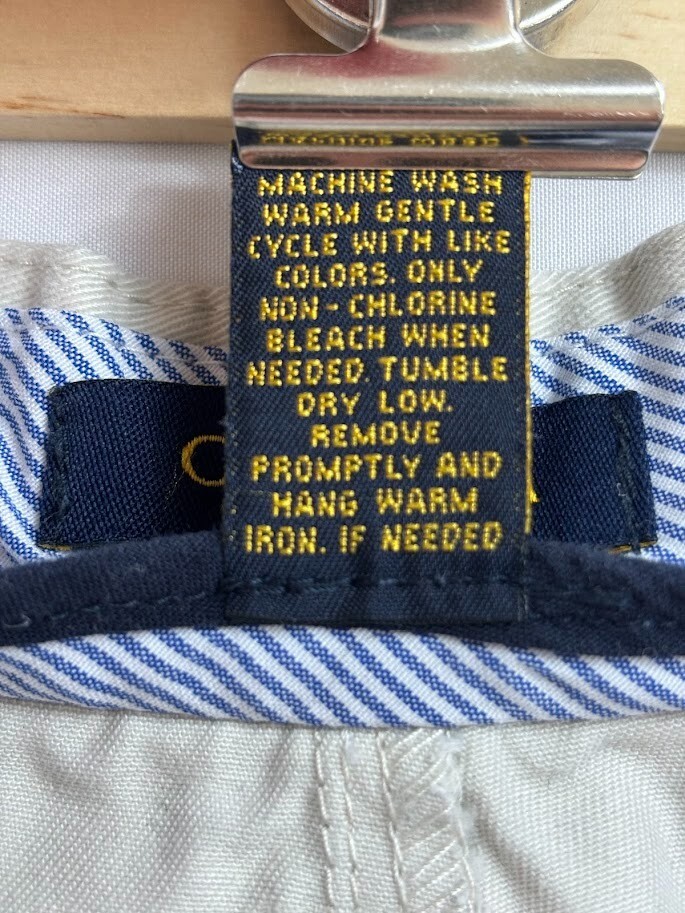 MACHINE WASH
WARM GENTLE
CYCLE WITH LIKE
COLORS. ONLY
NON-CHLORINE
BLEACH WHEN
NEEDED. TUMBLE
DRY LOW.
REMOVE
PROMPTLY AND
HANG WARM
IRON. IF NEEDED